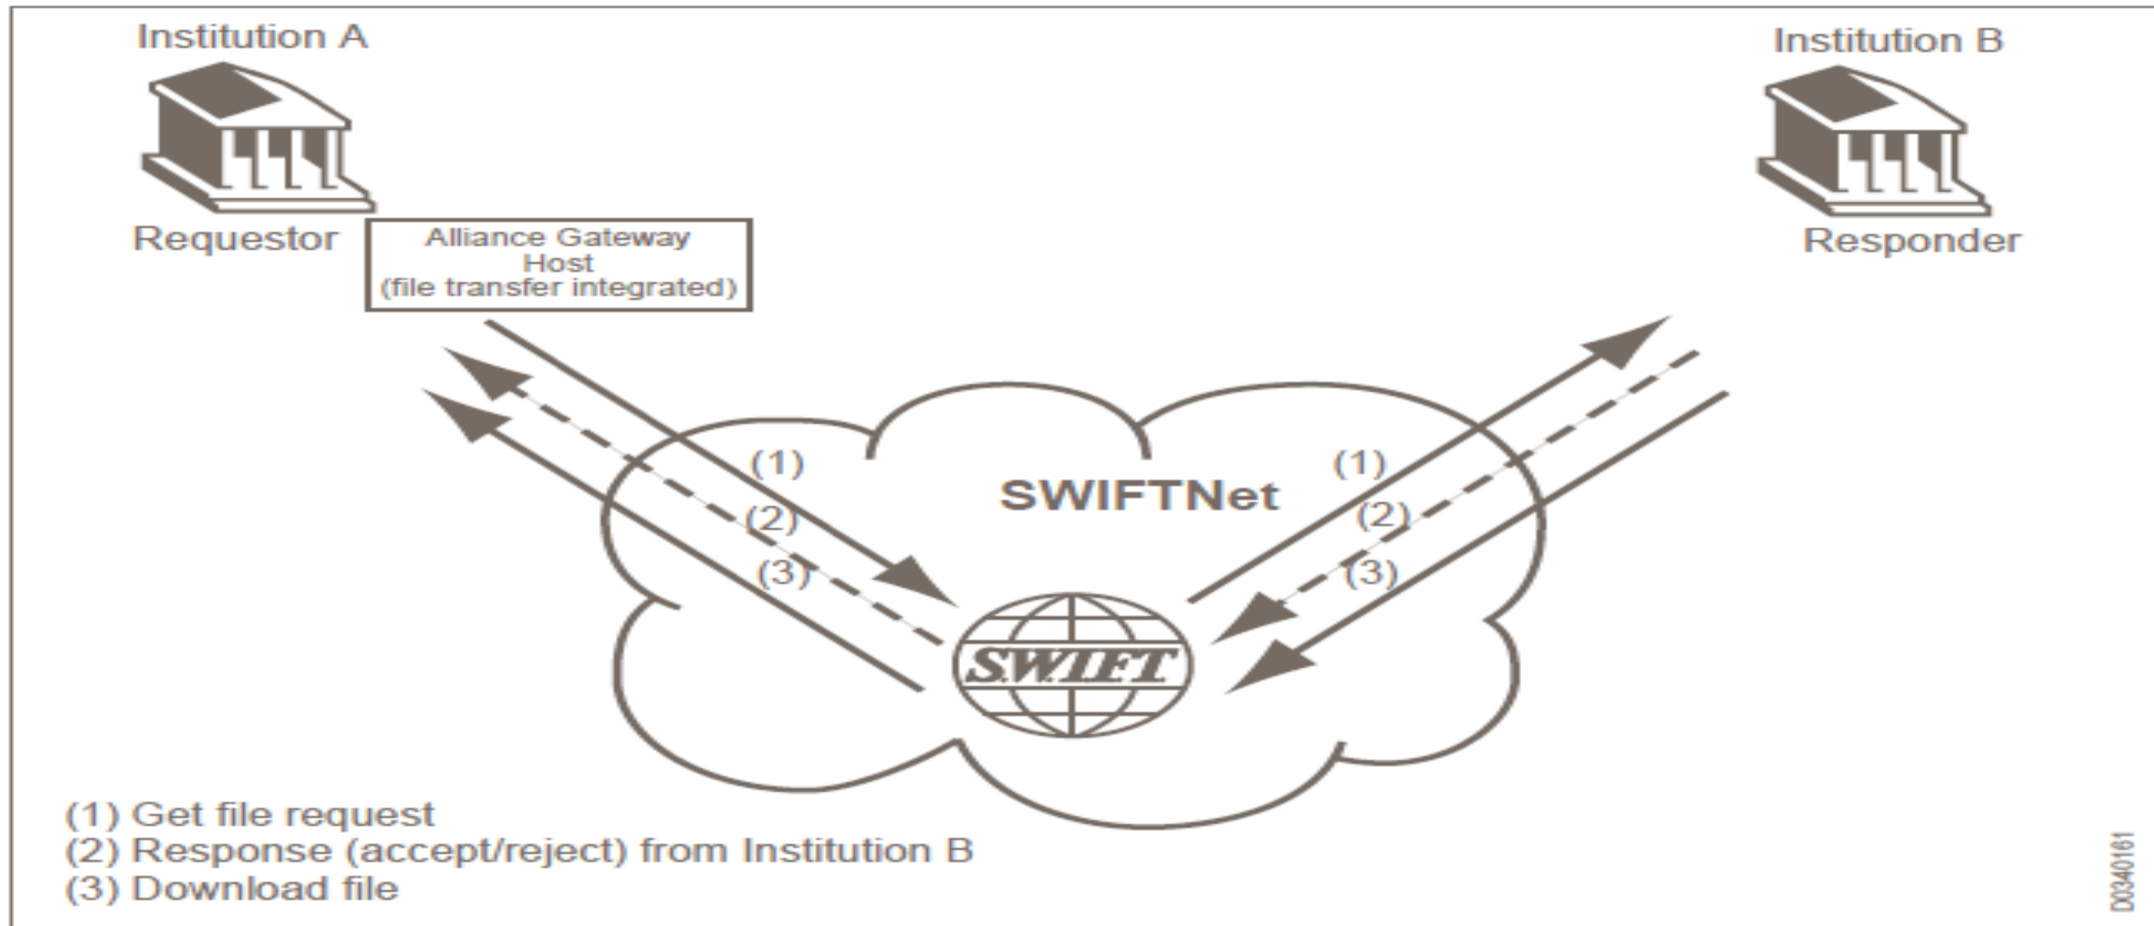 Institution A
Institution B
Requestor
Responder
Alliance Gateway
Host
(file transfer integrated)
(1)
(1)
SWIFTNet
(2)
(2)
(3)
(3)
S.W.I.F.T.
(1) Get file request
(2) Response (accept/reject) from Institution B
(3) Download file
D0340161